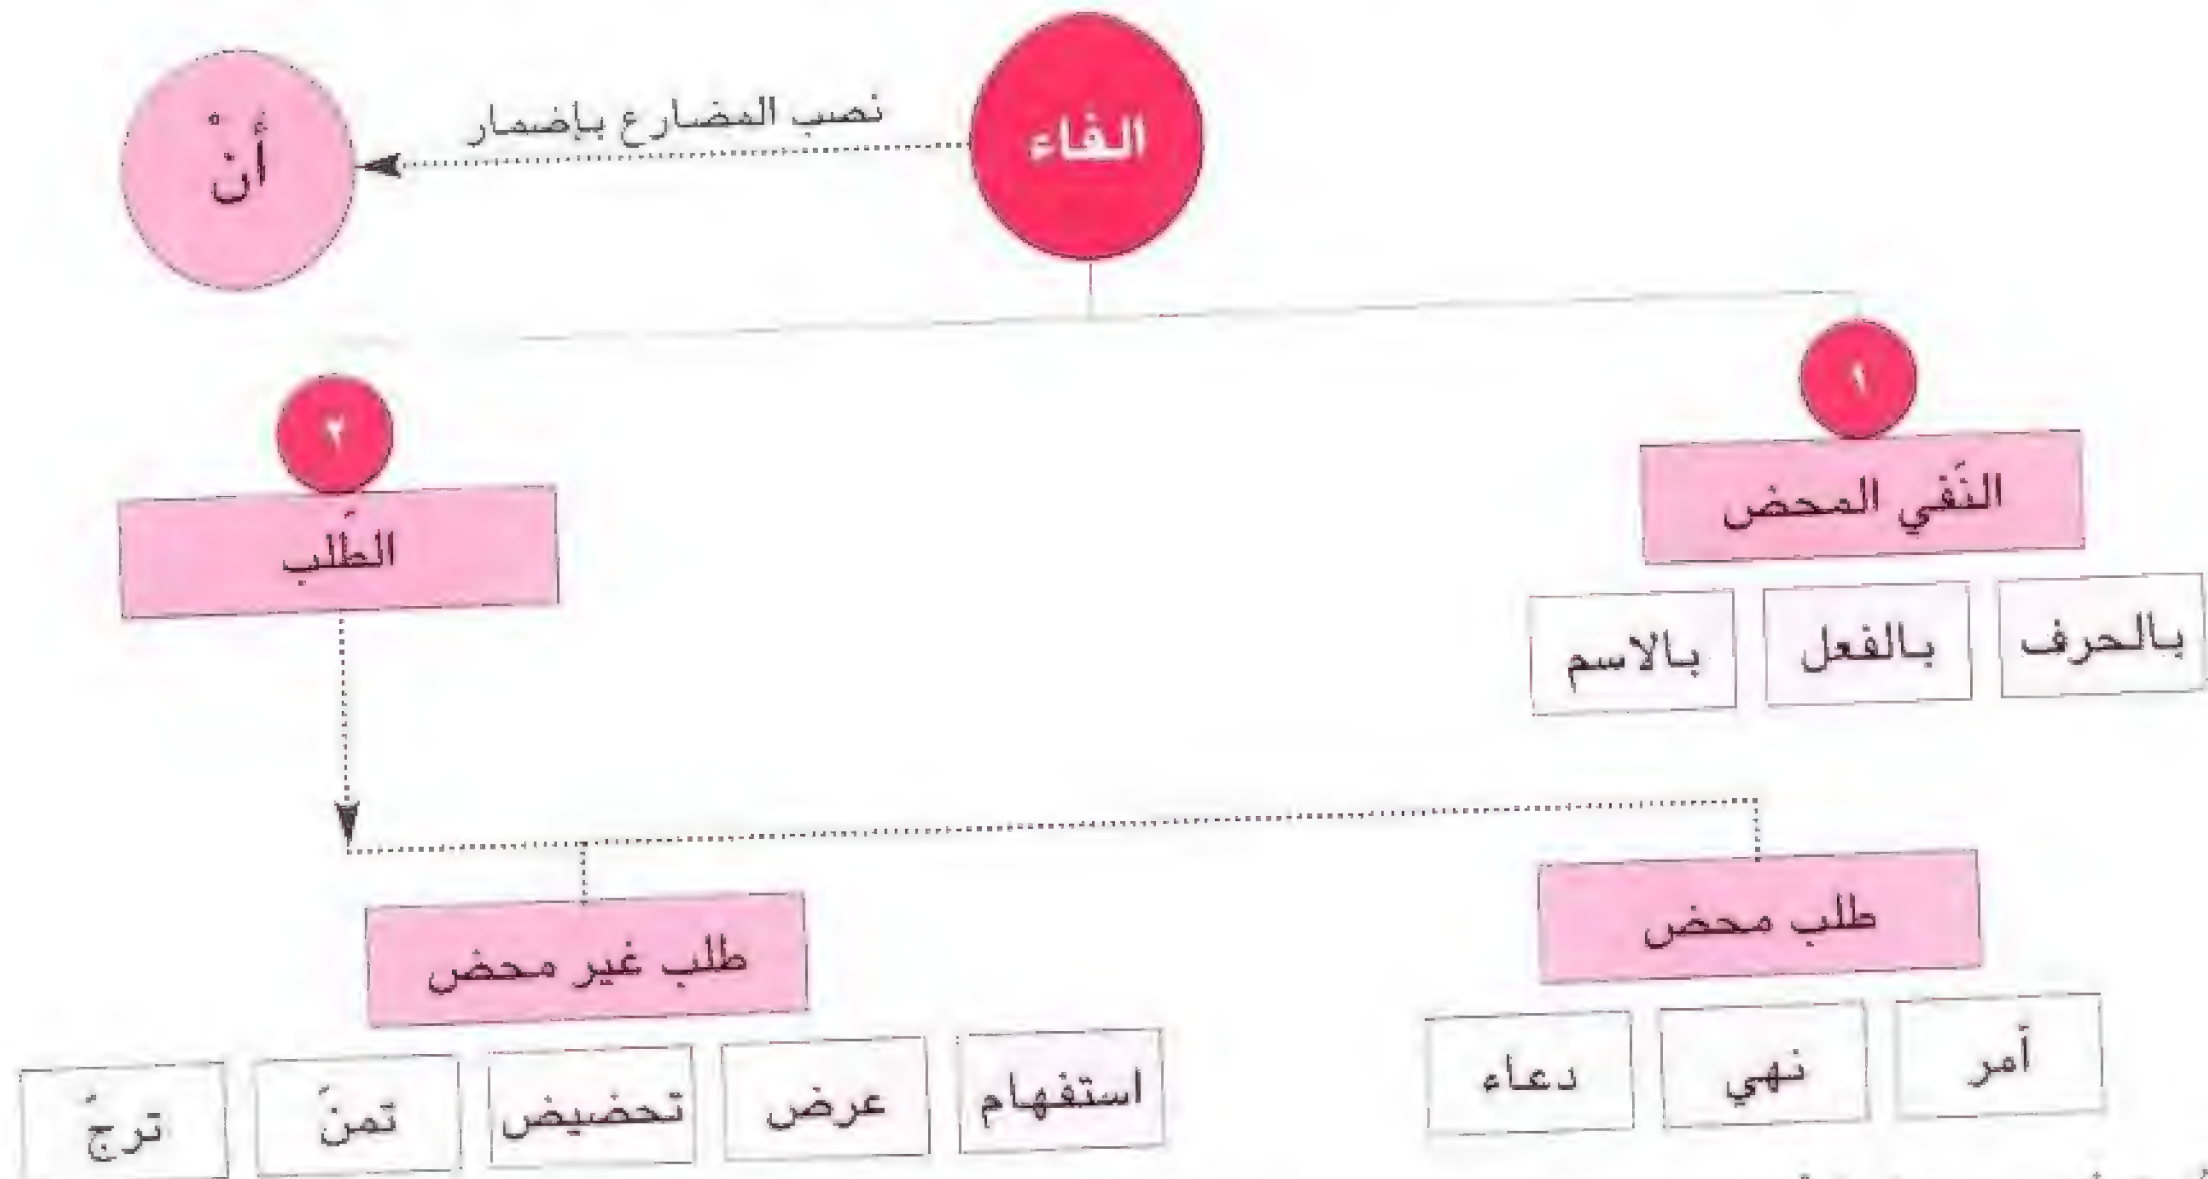 الفاء
نصب المضارع بإضمار
أنْ
١
النَّفي المحض
بالحرف
بالفعل
بالاسم
٢
الطَّلب
طلب محض
أمر
نهي
دعاء
طلب غير محض
استفهام
عرض
تحضيض
تمنّ
ترجّ